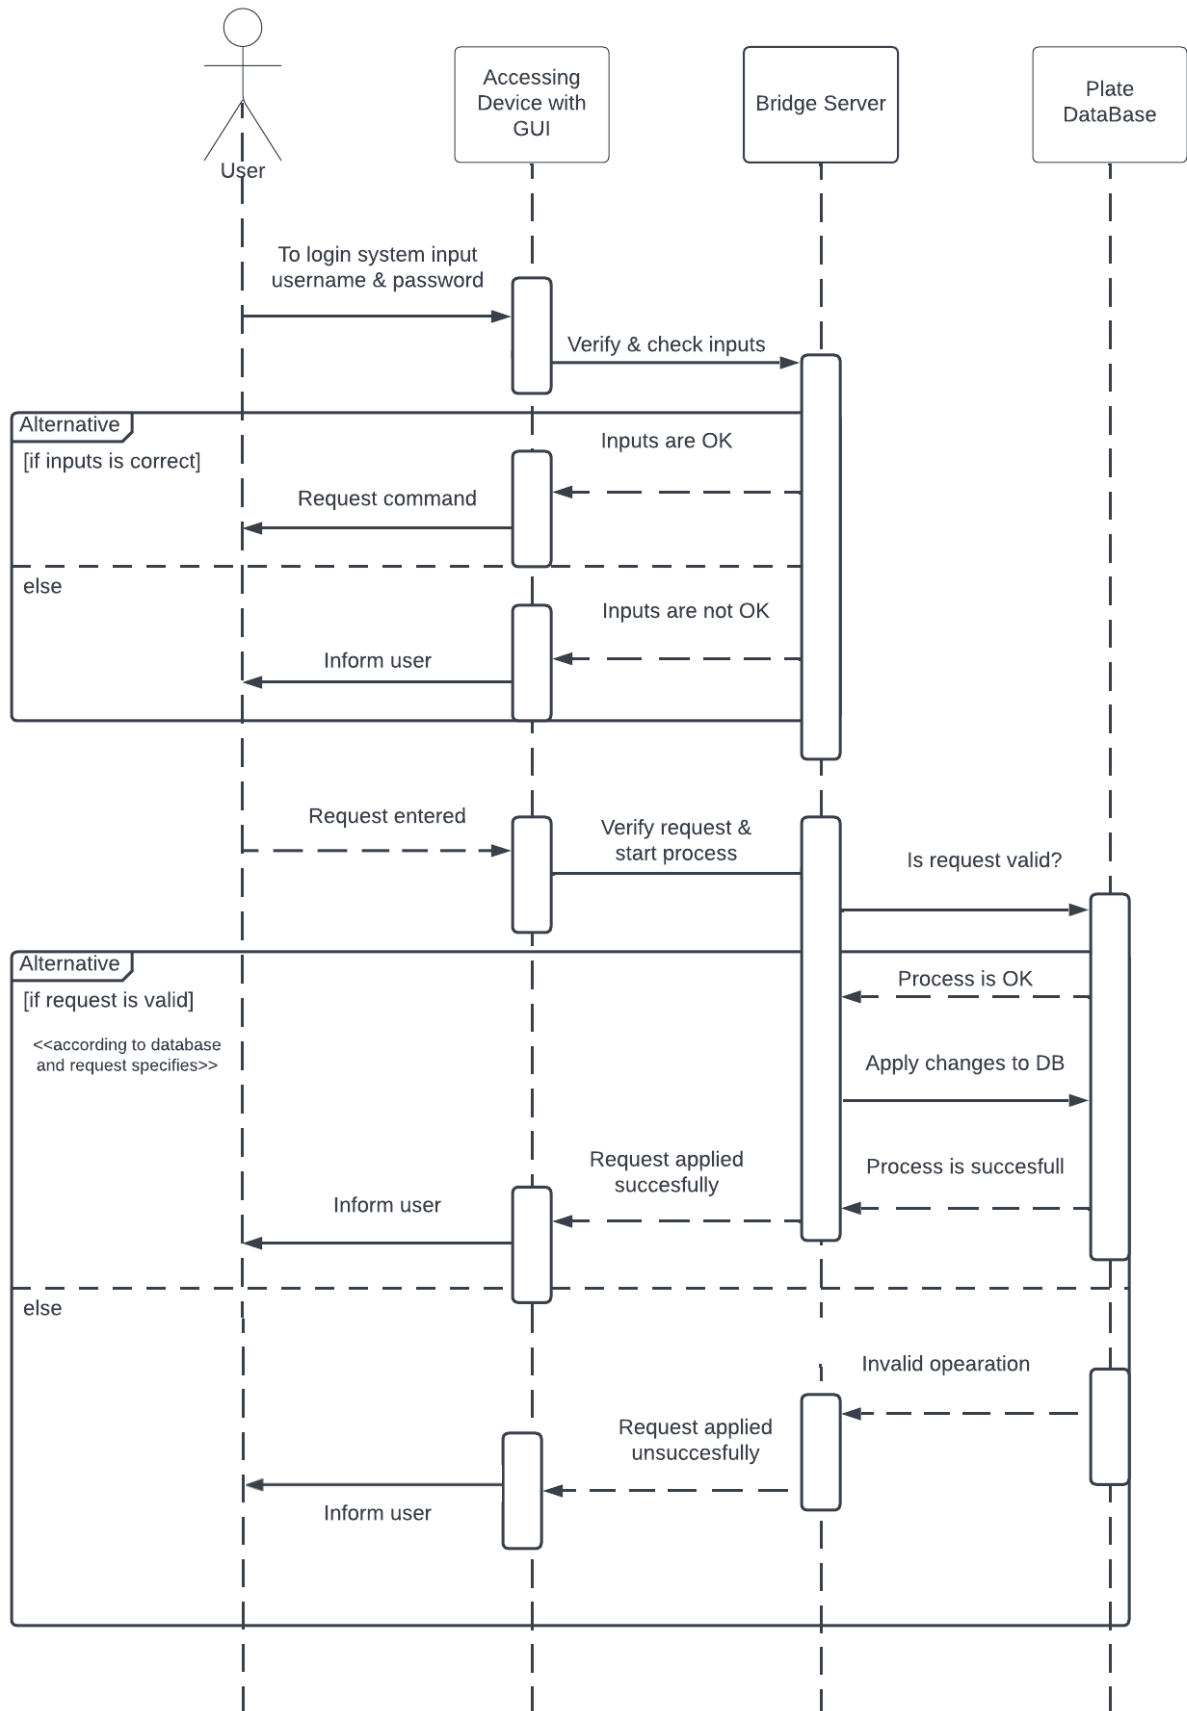 User
Accessing
Device with
GUI
Bridge Server
Plate
DataBase
To login system input
username & password
Verify & check inputs
Alternative
[if inputs is correct]
Inputs are OK
Request command
else
Inputs are not OK
Inform user
Request entered
Verify request &
start process
Is request valid?
Alternative
[if request is valid]
<<according to database
and request specifies>>
Process is OK
Apply changes to DB
Request applied
succesfully
Process is succesfull
Inform user
else
Invalid opearation
Request applied
unsuccesfully
Inform user